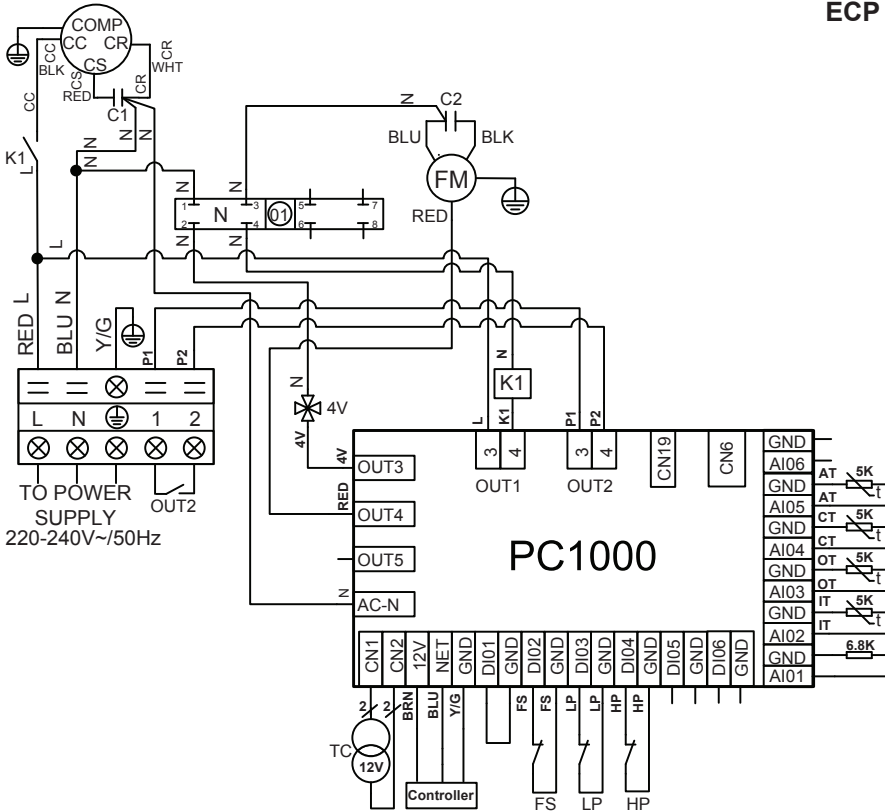 ECP
COMP
CC CR
CS
CC
BLK
CR
WHT
CS
RED
CR
C1
CC
N
N
N
N
N
K1
L
N
C2
BLU
BLK
FM
RED
N
N
1
3
5
7
N
01
2
4
6
8
N
N
L
RED L
BLU N
Y/G
P1
P2
L
N
1
2
TO POWER
SUPPLY
220-240V~/50Hz
OUT2
N
4V
4V
N
K1
L
K1
P1
P2
3
4
3
4
OUT1
OUT2
CN19
CN6
4V
OUT3
RED
OUT4
OUT5
N
AC-N
PC1000
GND
AI06
GND
AI05
GND
AI04
GND
AI03
GND
AI02
GND
AI01
AT
5K
t
AT
CT
5K
t
CT
OT
5K
t
OT
IT
5K
t
IT
6.8K
CN1
CN2
12V
NET
GND
DI01
GND
DI02
GND
DI03
GND
DI04
GND
DI05
GND
DI06
GND
2
2
BRN
BLU
Y/G
FS
FS
LP
LP
HP
HP
TC
12V
Controller
FS
LP
HP